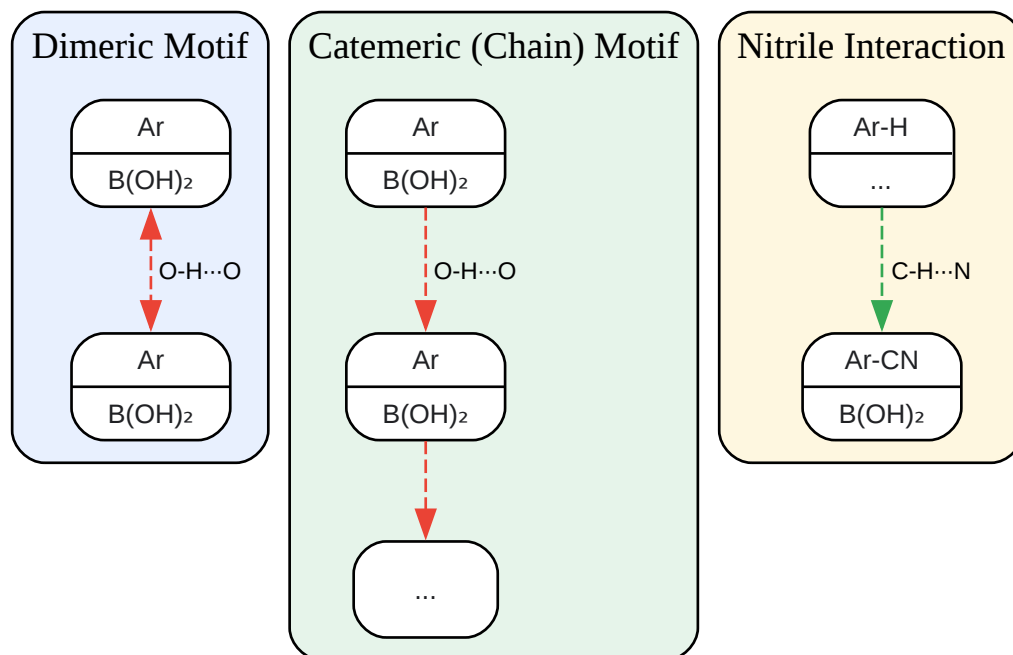 Dimeric Motif
Ar
B(OH)₂
O-H···O
Ar
B(OH)₂
Catemeric (Chain) Motif
Ar
B(OH)₂
O-H···O
Ar
B(OH)₂
...
Nitrile Interaction
Ar-H
...
C-H···N
Ar-CN
B(OH)₂